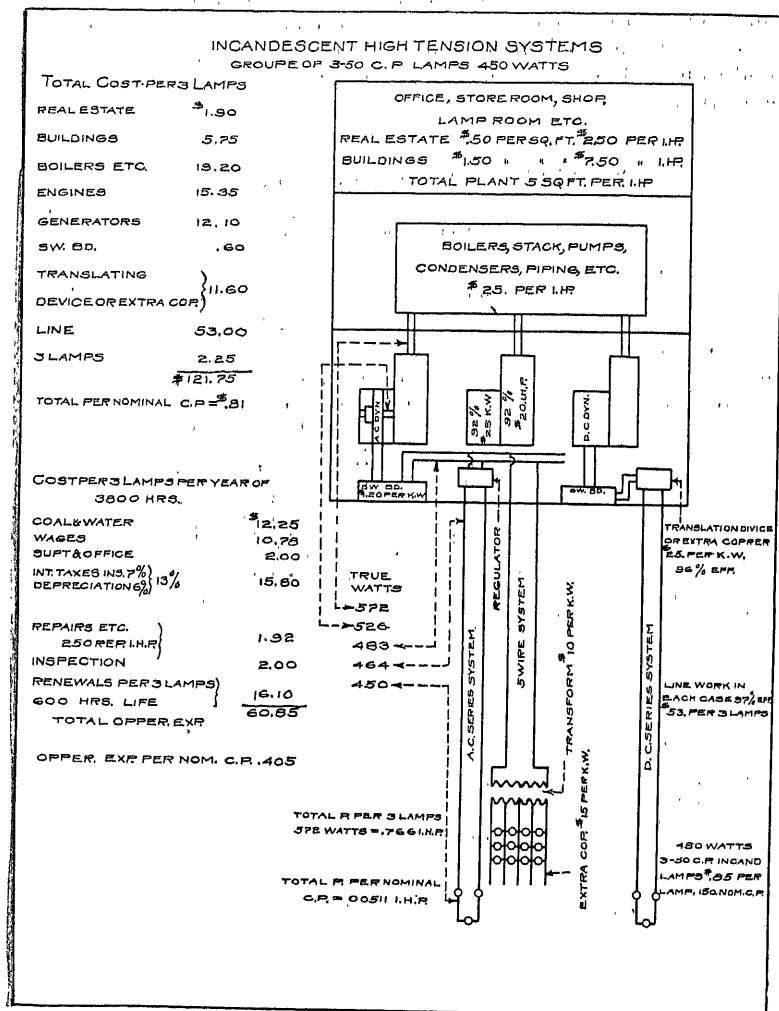 INCANDESCENT HIGH TENSION SYSTEMS
GROUPE OF 3-50 C.P. LAMPS 450 WATTS
TOTAL COST PER 3 LAMPS
REAL ESTATE $1.90
BUILDINGS 5.75
BOILERS ETC. 19.20
ENGINES 15.35
GENERATORS 12.10
SW. BD. .60
TRANSLATING
DEVICE OR EXTRA COP. } 11.60
LINE 53.00
3 LAMPS 2.25
$121.75
TOTAL PER NOMINAL C.P = $.81
COST PER 3 LAMPS PER YEAR OF
3800 HRS.
COAL & WATER $12.25
WAGES 10.78
SUPT & OFFICE 2.00
INT. TAXES INS. 7%
DEPRECIATION 6% } 13% 15.80
REPAIRS ETC.
250 PER I.H.P. } 1.92
INSPECTION 2.00
RENEWALS PER 3 LAMPS
600 HRS. LIFE } 16.10
TOTAL OPPER. EXP 60.85
OPPER. EXP. PER NOM. C.P. .405
OFFICE, STORE ROOM, SHOP,
LAMP ROOM ETC.
REAL ESTATE $.50 PER SQ. FT. $2.50 PER I.HP.
BUILDINGS $1.50 " " $7.50 " I.HP.
TOTAL PLANT 5 SQ FT. PER I.HP
BOILERS, STACK, PUMPS,
CONDENSERS, PIPING, ETC.
$25. PER I.HP.
A.C DYN
92%
$25 K.W
92%
$20.I.H.P.
D.C DYN.
SW. BD.
$1.20 PER K.W
SW. BD.
REGULATOR
TRANSLATION DIVICE
OR EXTRA COPPER
$25. PER K.W.
96% EFF.
TRUE
WATTS
572
526
483
464
450
A.C. SERIES SYSTEM.
5 WIRE SYSTEM
TRANSFORM $10 PER K.W.
EXTRA COP. $15 PER K.W.
D.C. SERIES SYSTEM
LINE WORK IN
EACH CASE 97% EFF
$53. PER 3 LAMPS
TOTAL P. PER 3 LAMPS
572 WATTS = .766 I.H.P.
TOTAL P. PER NOMINAL
C.P. = 00511 I.H.P.
450 WATTS
3-50 C.P. INCAND
LAMPS $.85 PER
LAMP, 150. NOM. C.P.